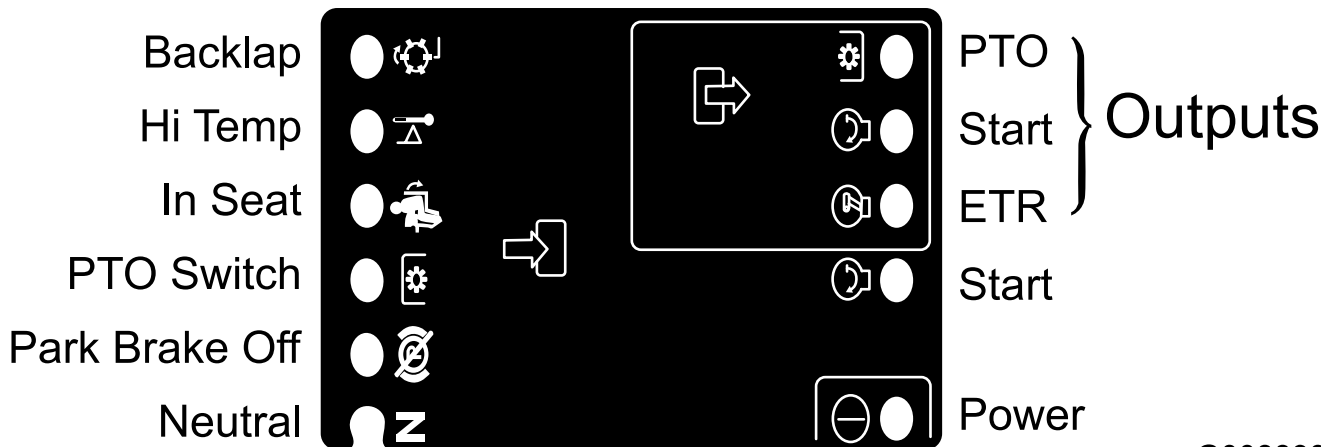 Backlap
Hi Temp
In Seat
PTO Switch
Park Brake Off
Neutral
N
PTO
Start
ETR
Outputs
Start
Power